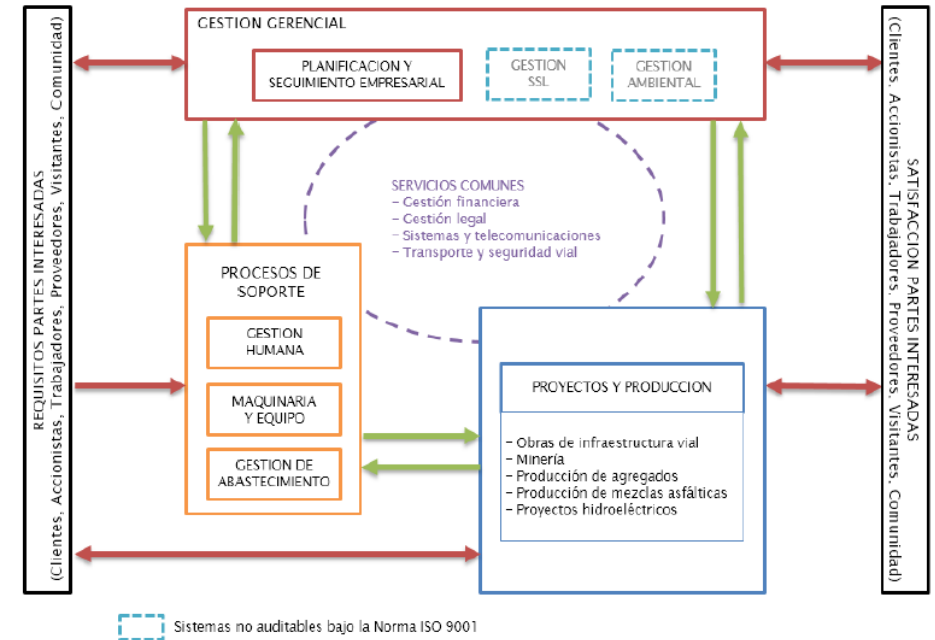 GESTION GERENCIAL
PLANIFICACION Y
SEGUIMIENTO EMPRESARIAL
GESTION
SSL
GESTION
AMBIENTAL
REQUISITOS PARTES INTERESADAS
(Clientes, Accionistas, Trabajadores, Proveedores, Visitantes, Comunidad)
SERVICIOS COMUNES
– Gestión financiera
– Gestión legal
– Sistemas y telecomunicaciones
– Transporte y seguridad vial
PROCESOS DE
SOPORTE
GESTION
HUMANA
MAQUINARIA
Y EQUIPO
GESTION DE
ABASTECIMIENTO
PROYECTOS Y PRODUCCION
– Obras de infraestructura vial
– Minería
– Producción de agregados
– Producción de mezclas asfálticas
– Proyectos hidroeléctricos
SATISFACCION PARTES INTERESADAS
(Clientes, Accionistas, Trabajadores, Proveedores, Visitantes, Comunidad)
Sistemas no auditables bajo la Norma ISO 9001